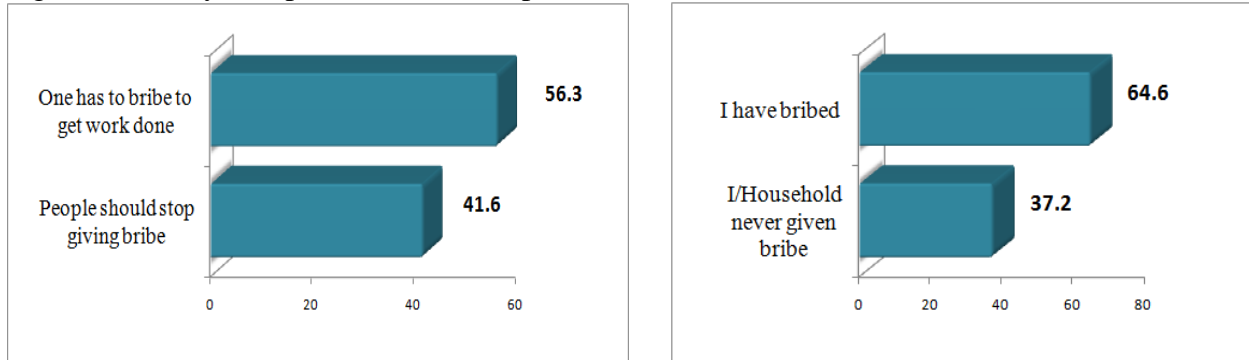 One has to bribe to
get work done
56.3
People should stop
giving bribe
41.6
0 20 40 60
I have bribed
64.6
I/Household
never given
bribe
37.2
0 20 40 60 80